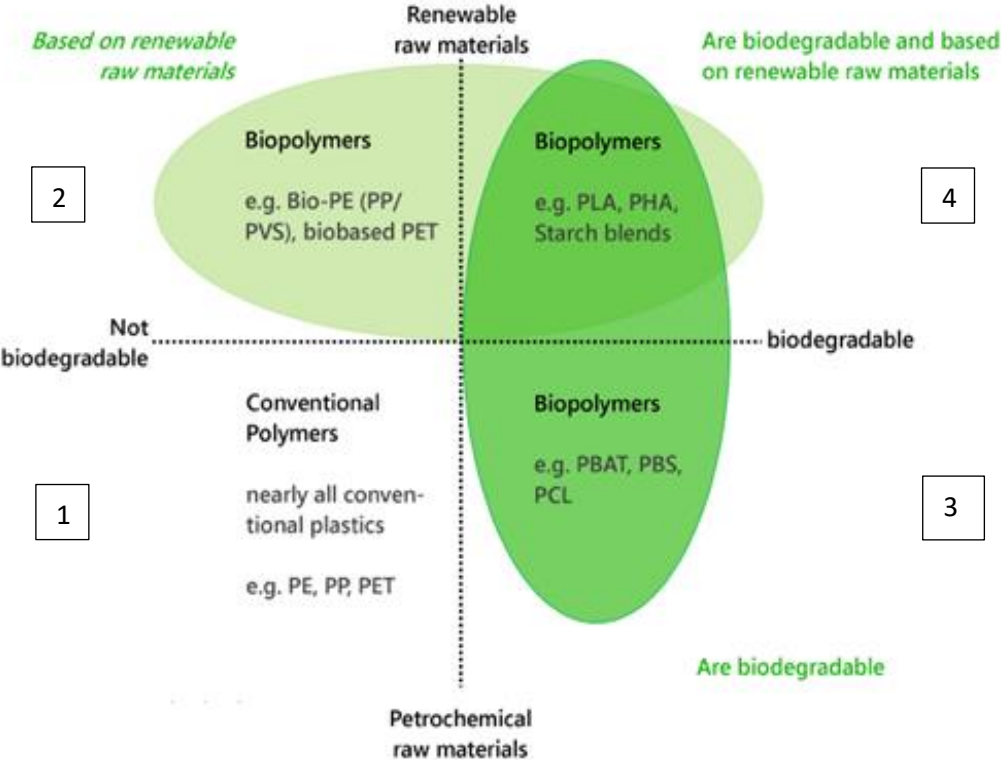 Renewable
raw materials
Based on renewable
raw materials
Are biodegradable and based
on renewable raw materials
2
Biopolymers
e.g. Bio-PE (PP/
PVS), biobased PET
Biopolymers
e.g. PLA, PHA,
Starch blends
4
Not
biodegradable
biodegradable
1
Conventional
Polymers
nearly all conven-
tional plastics
e.g. PE, PP, PET
Biopolymers
e.g. PBAT, PBS,
PCL
3
Are biodegradable
Petrochemical
raw materials